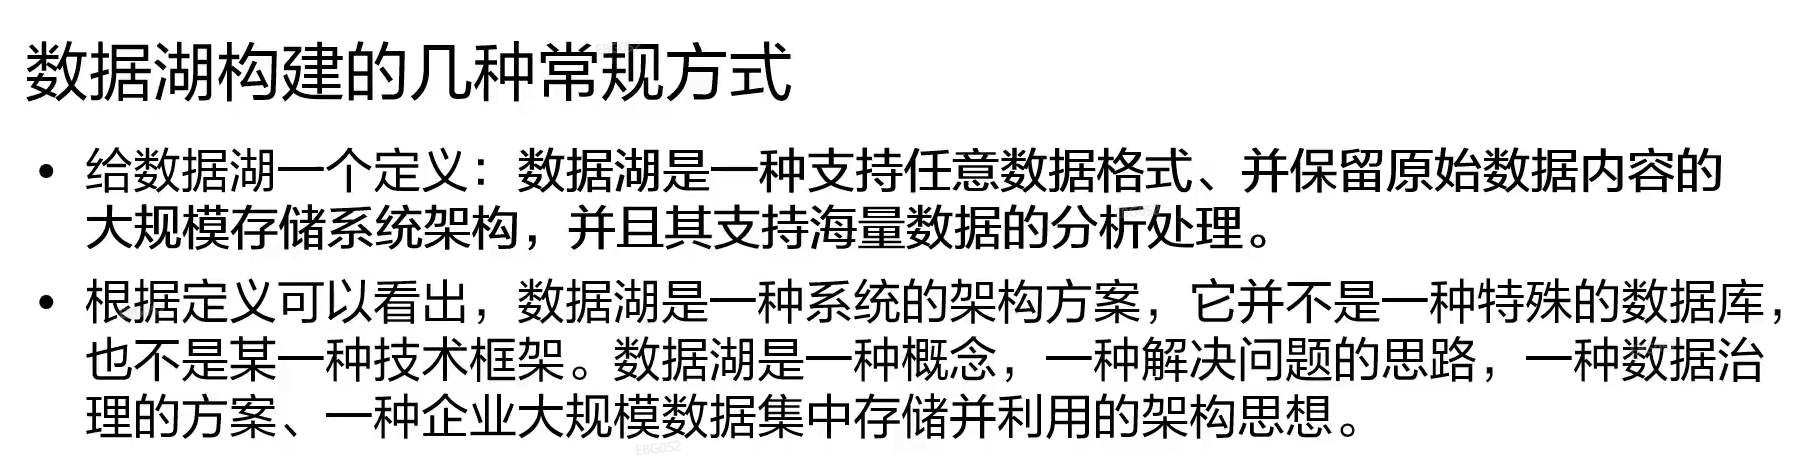 数据湖构建的几种常规方式
• 给数据湖一个定义：数据湖是一种支持任意数据格式、并保留原始数据内容的
大规模存储系统架构，并且其支持海量数据的分析处理。
• 根据定义可以看出，数据湖是一种系统的架构方案，它并不是一种特殊的数据库，
也不是某一种技术框架。数据湖是一种概念，一种解决问题的思路，一种数据治
理的方案、一种企业大规模数据集中存储并利用的架构思想。
EBG052